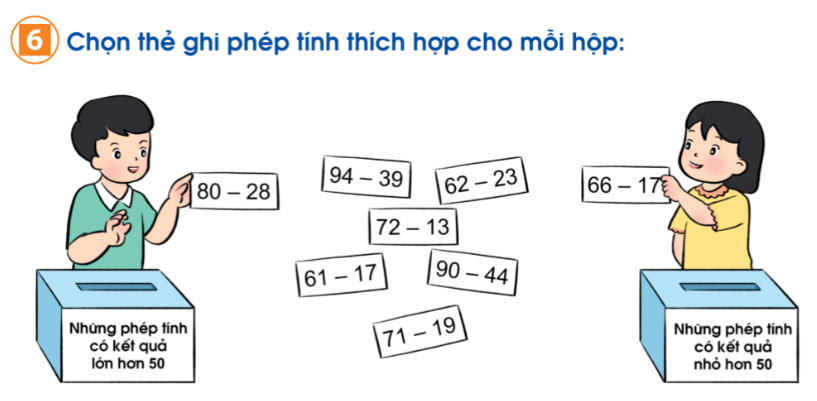 6 Chọn thẻ ghi phép tính thích hợp cho mỗi hộp:
80 – 28
94 – 39
62 – 23
66 – 17
72 – 13
61 – 17
90 – 44
71 – 19
Những phép tính
có kết quả
lớn hơn 50
Những phép tính
có kết quả
nhỏ hơn 50